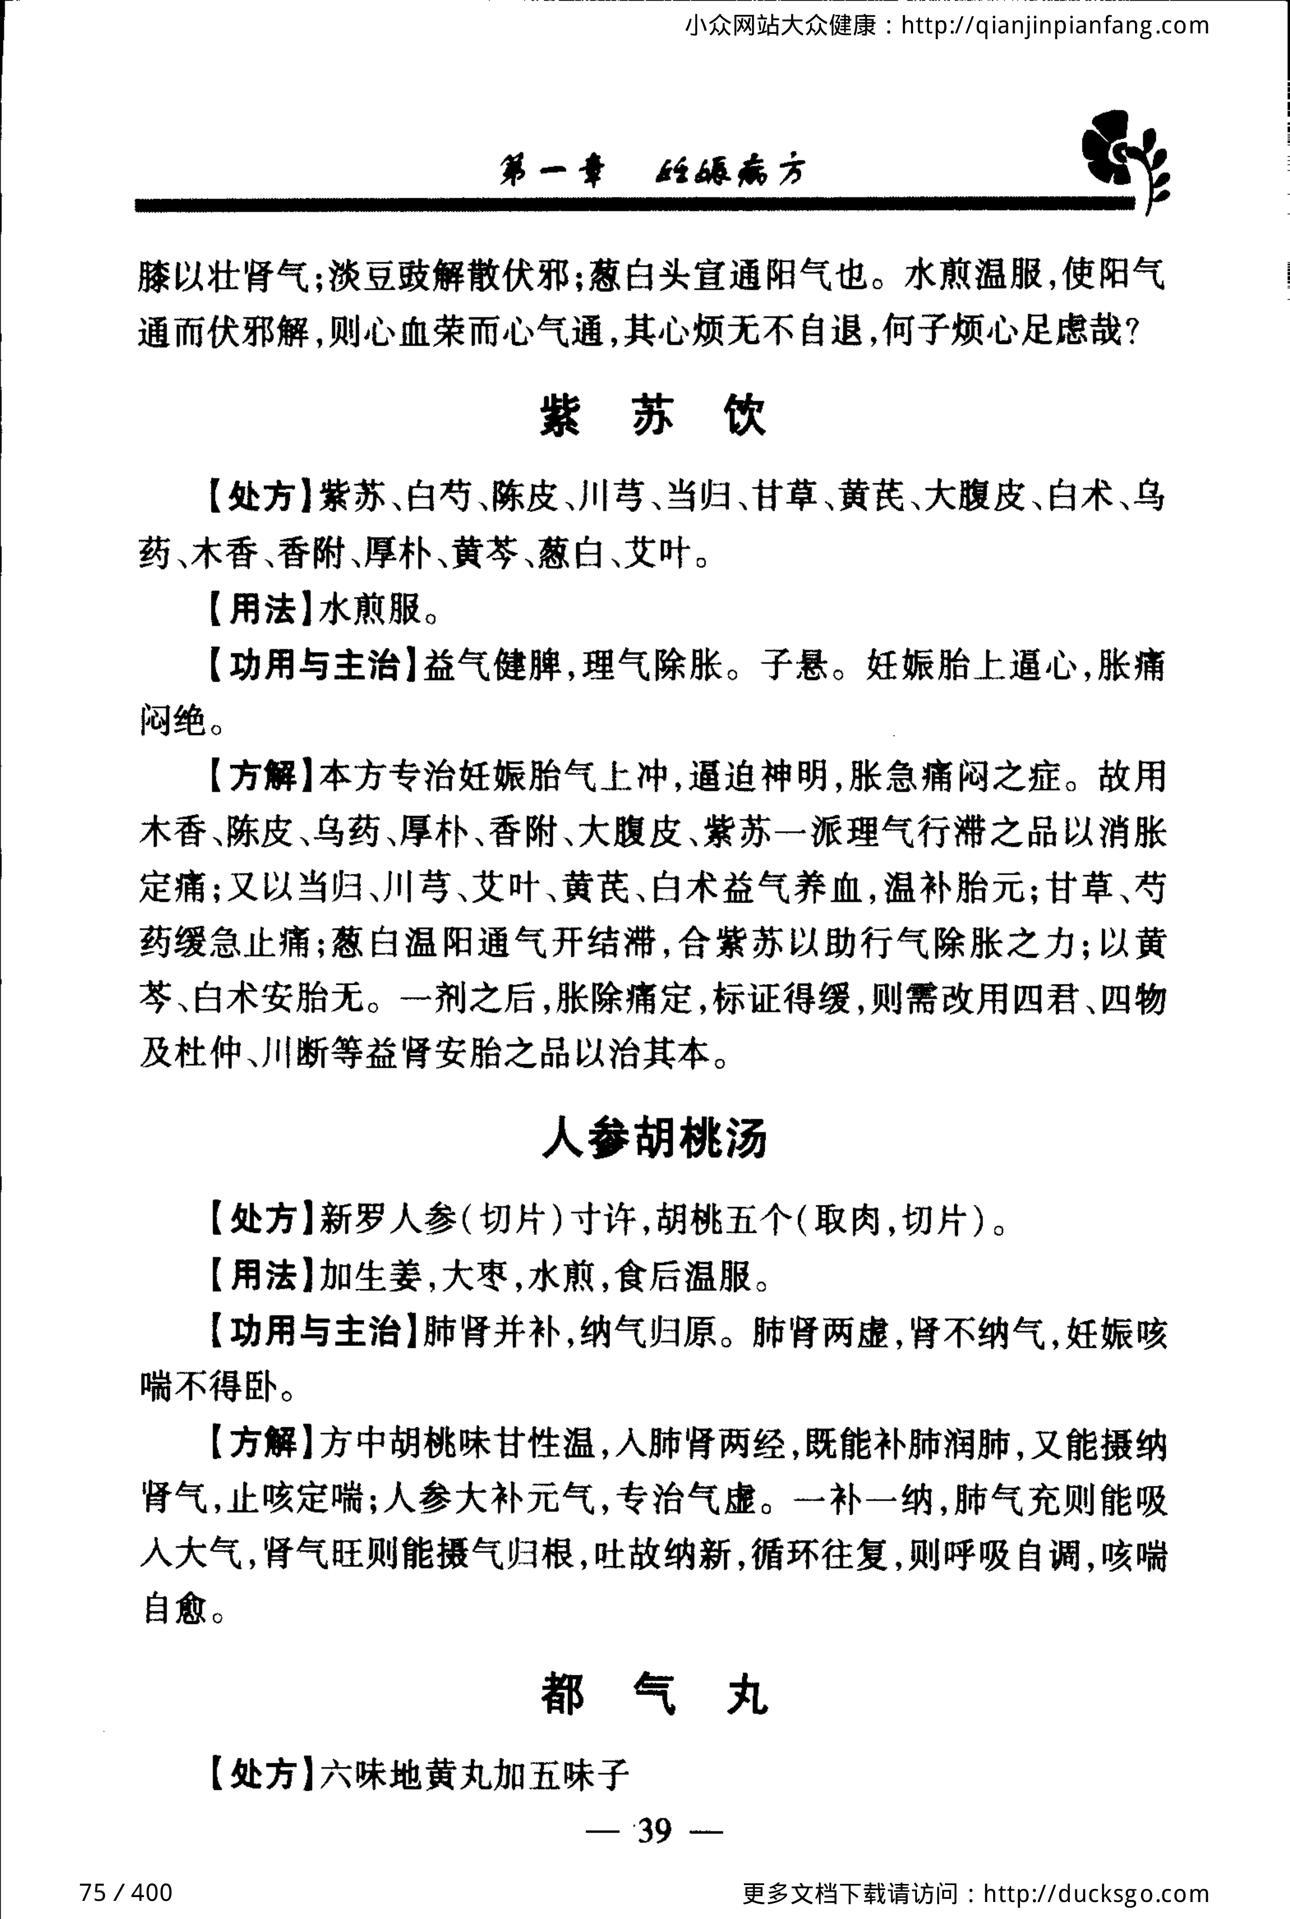 小众网站大众健康：http://qianjinpianfang.com
第一章 妊娠病方
膝以壮肾气;淡豆豉解散伏邪;葱白头宣通阳气也。水煎温服,使阳气
通而伏邪解,则心血荣而心气通,其心烦无不自退,何子烦心足虑哉?
紫 苏 饮
【处方】紫苏、白芍、陈皮、川芎、当归、甘草、黄芪、大腹皮、白术、乌
药、木香、香附、厚朴、黄芩、葱白、艾叶。
【用法】水煎服。
【功用与主治】益气健脾,理气除胀。子悬。妊娠胎上逼心,胀痛
闷绝。
【方解】本方专治妊娠胎气上冲,逼迫神明,胀急痛闷之症。故用
木香、陈皮、乌药、厚朴、香附、大腹皮、紫苏一派理气行滞之品以消胀
定痛;又以当归、川芎、艾叶、黄芪、白术益气养血,温补胎元;甘草、芍
药缓急止痛;葱白温阳通气开结滞,合紫苏以助行气除胀之力;以黄
芩、白术安胎无。一剂之后,胀除痛定,标证得缓,则需改用四君、四物
及杜仲、川断等益肾安胎之品以治其本。
人参胡桃汤
【处方】新罗人参(切片)寸许,胡桃五个(取肉,切片)。
【用法】加生姜,大枣,水煎,食后温服。
【功用与主治】肺肾并补,纳气归原。肺肾两虚,肾不纳气,妊娠咳
喘不得卧。
【方解】方中胡桃味甘性温,入肺肾两经,既能补肺润肺,又能摄纳
肾气,止咳定喘;人参大补元气,专治气虚。一补一纳,肺气充则能吸
入大气,肾气旺则能摄气归根,吐故纳新,循环往复,则呼吸自调,咳喘
自愈。
都 气 丸
【处方】六味地黄丸加五味子
— 39 —
75 / 400
更多文档下载请访问：http://ducksgo.com